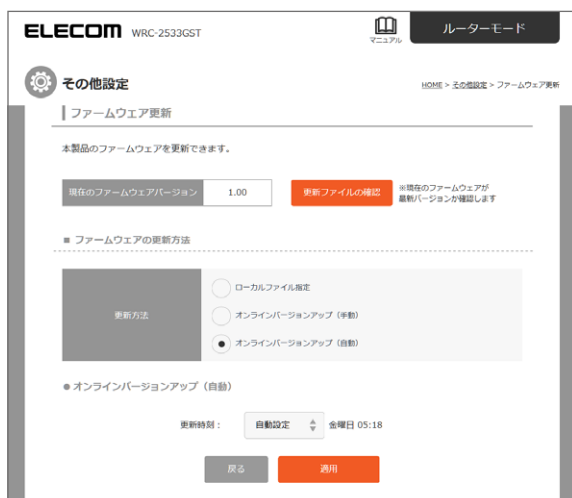 ELECOM WRC-2533GST
マニュアル
ルーターモード
その他設定
HOME > その他設定 > ファームウェア更新
ファームウェア更新
本製品のファームウェアを更新できます。
現在のファームウェアバージョン 1.00 更新ファイルの確認
※現在のファームウェアが
最新バージョンか確認します
■ ファームウェアの更新方法
更新方法
ローカルファイル指定
オンラインバージョンアップ（手動）
オンラインバージョンアップ（自動）
● オンラインバージョンアップ（自動）
更新時刻： 自動設定 金曜日 05:18
戻る 適用